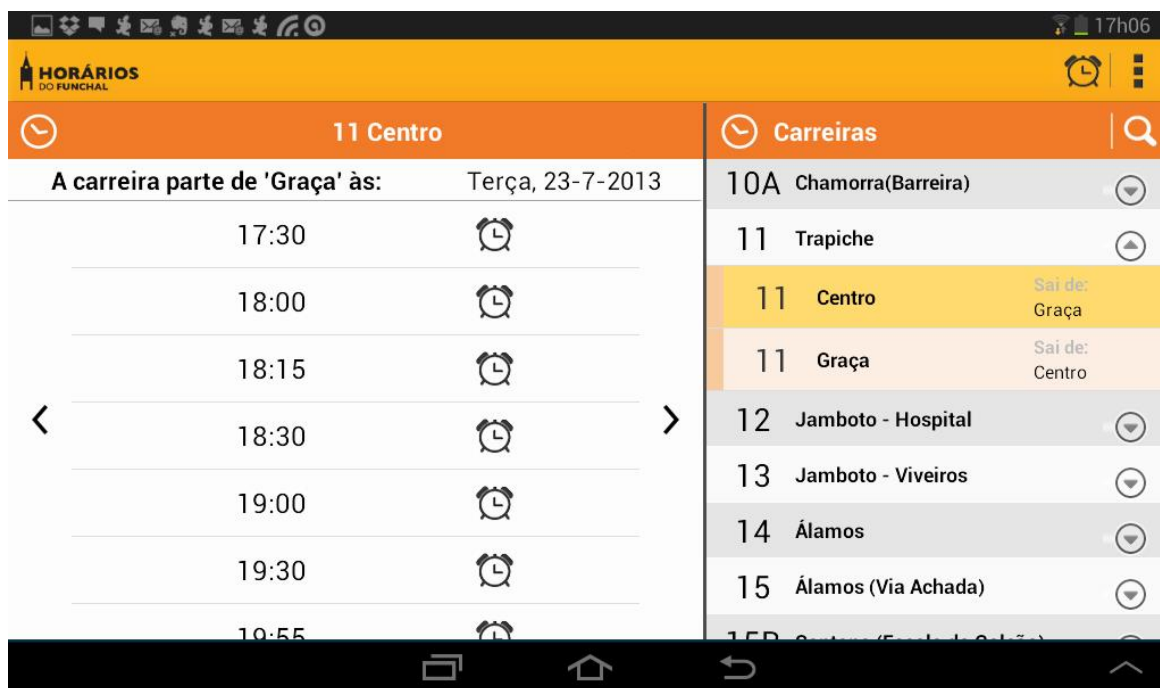 17h06
HORÁRIOS
DO FUNCHAL
11 Centro
A carreira parte de 'Graça' às: Terça, 23-7-2013
17:30
18:00
18:15
18:30
19:00
19:30
19:55
Carreiras
10A Chamorra(Barreira)
11 Trapiche
11 Centro Sai de: Graça
11 Graça Sai de: Centro
12 Jamboto - Hospital
13 Jamboto - Viveiros
14 Álamos
15 Álamos (Via Achada)